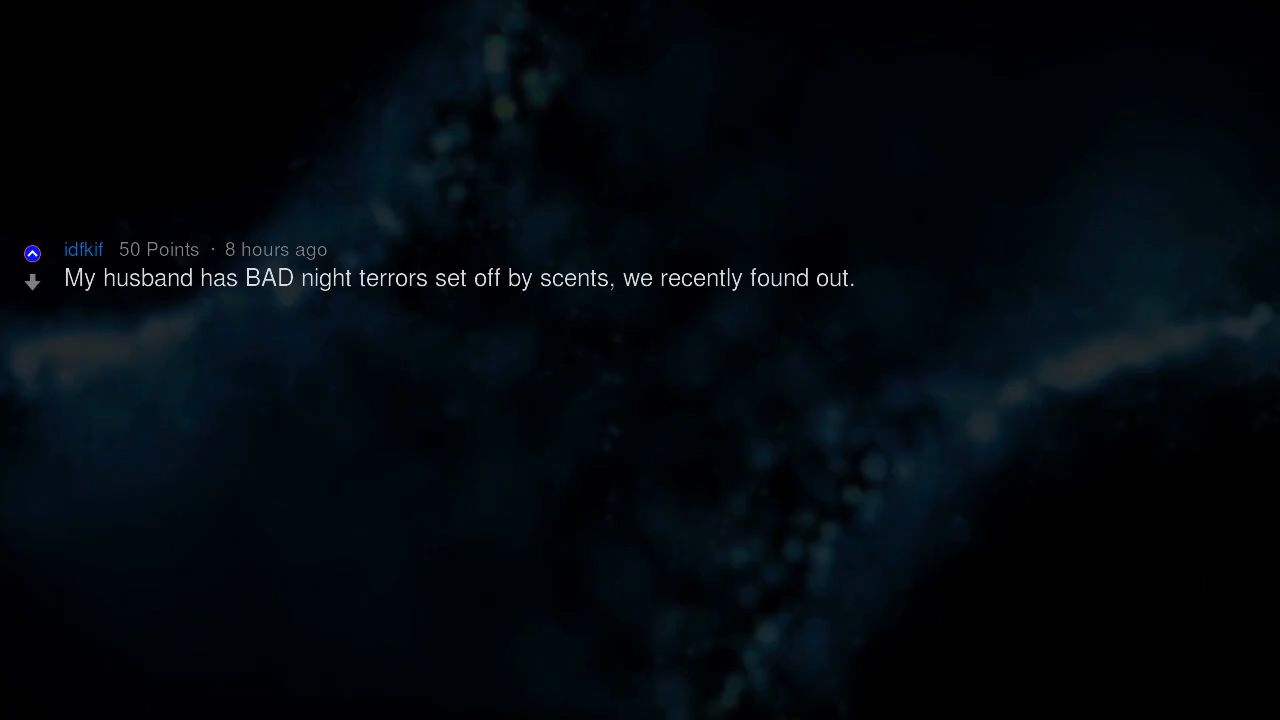 idfkif 50 Points · 8 hours ago
My husband has BAD night terrors set off by scents, we recently found out.